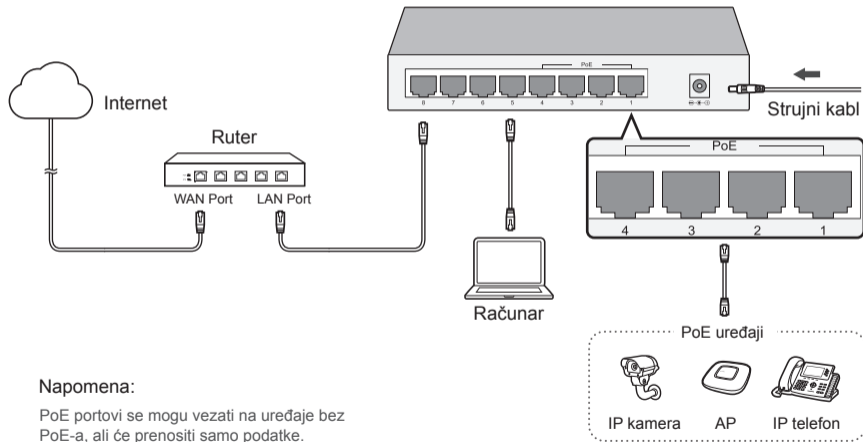 PoE
8 7 6 5 4 3 2 1
Internet
Strujni kabl
Ruter
WAN Port LAN Port
PoE
4 3 2 1
Računar
PoE uređaji
IP kamera AP IP telefon
Napomena:
PoE portovi se mogu vezati na uređaje bez
PoE-a, ali će prenositi samo podatke.